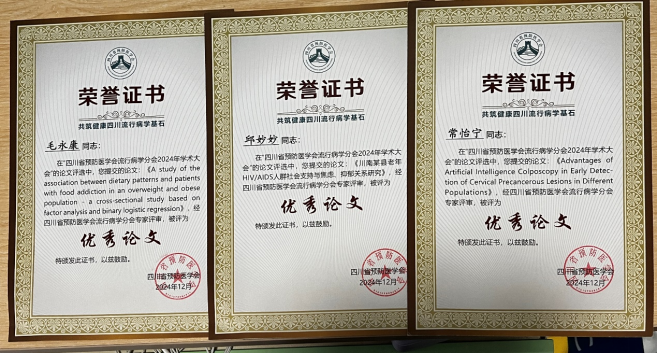 荣誉证书
共筑健康四川流行病学基石
毛永康 同志：
在“四川省预防医学会流行病学分会2024年学术大
会”的论文评选中，您提交的论文：《A study of the
association between dietary patterns and patients
with food addiction in an overweight and obese
population - a cross-sectional study based on
factor analysis and binary logistic regression》，经
四川省预防医学会流行病学分会专家评审，被评为
优秀论文
特颁发此证书，以兹鼓励。
四川省预防医学会
2024年12月
荣誉证书
共筑健康四川流行病学基石
邱妙妙 同志：
在“四川省预防医学会流行病学分会2024年学术大
会”的论文评选中，您提交的论文：《川南某县老年
HIV/AIDS人群社会支持与焦虑、抑郁关系研究》，经
四川省预防医学会流行病学分会专家评审，被评为
优秀论文
特颁发此证书，以兹鼓励。
四川省预防医学会
2024年12月
荣誉证书
共筑健康四川流行病学基石
常怡宁 同志：
在“四川省预防医学会流行病学分会2024年学术大
会”的论文评选中，您提交的论文：《Advantages of
Artificial Intelligence Colposcopy in Early Detec-
tion of Cervical Precancerous Lesions in Different
Populations》，经四川省预防医学会流行病学分会
专家评审，被评为
优秀论文
特颁发此证书，以兹鼓励。
四川省预防医学会
2024年12月